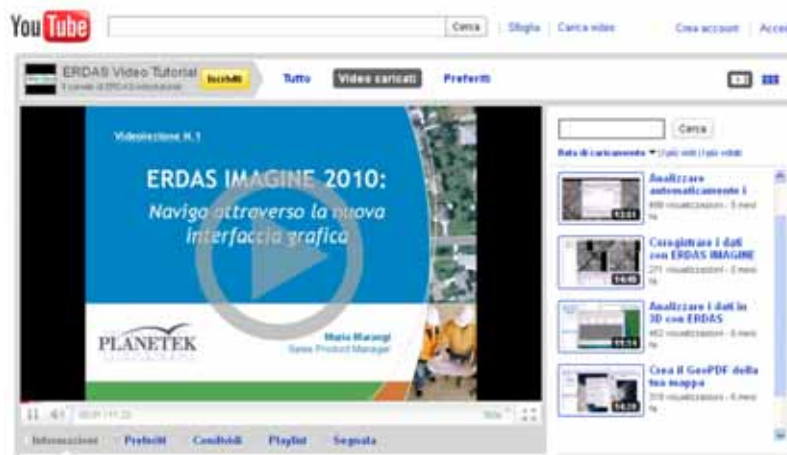 YouTube
Cerca
Sfoglia
Carica video
Crea account
ERDAS Video Tutorial
Iscriviti
Tutto
Video caricati
Preferiti
Videolezione N.1
ERDAS IMAGINE 2010:
Navigo attraverso la nuova
interfaccia grafica
PLANETEK
Mario Marangi
Sales Product Manager
Informazioni
Preferiti
Condividi
Playlist
Segnala
Cerca
Data di caricamento
Analizzare
automaticamente i
Coregistrare i dati
con ERDAS IMAGINE
Analizzare i dati in
3D con ERDAS
Crea il GeoPDF della
tua mappa